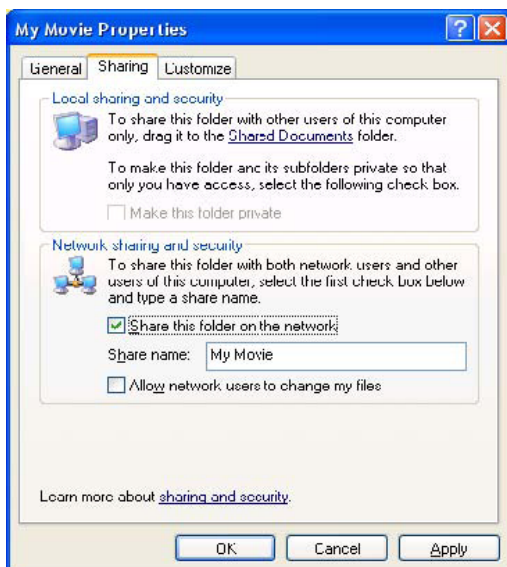 My Movie Properties
General Sharing Customize
Local sharing and security
To share this folder with other users of this computer
only, drag it to the Shared Documents folder.
To make this folder and its subfolders private so that
only you have access, select the following check box.
Make this folder private
Network sharing and security
To share this folder with both network users and other
users of this computer, select the first check box below
and type a share name.
Share this folder on the network
Share name: My Movie
Allow network users to change my files
Learn more about sharing and security.
OK Cancel Apply